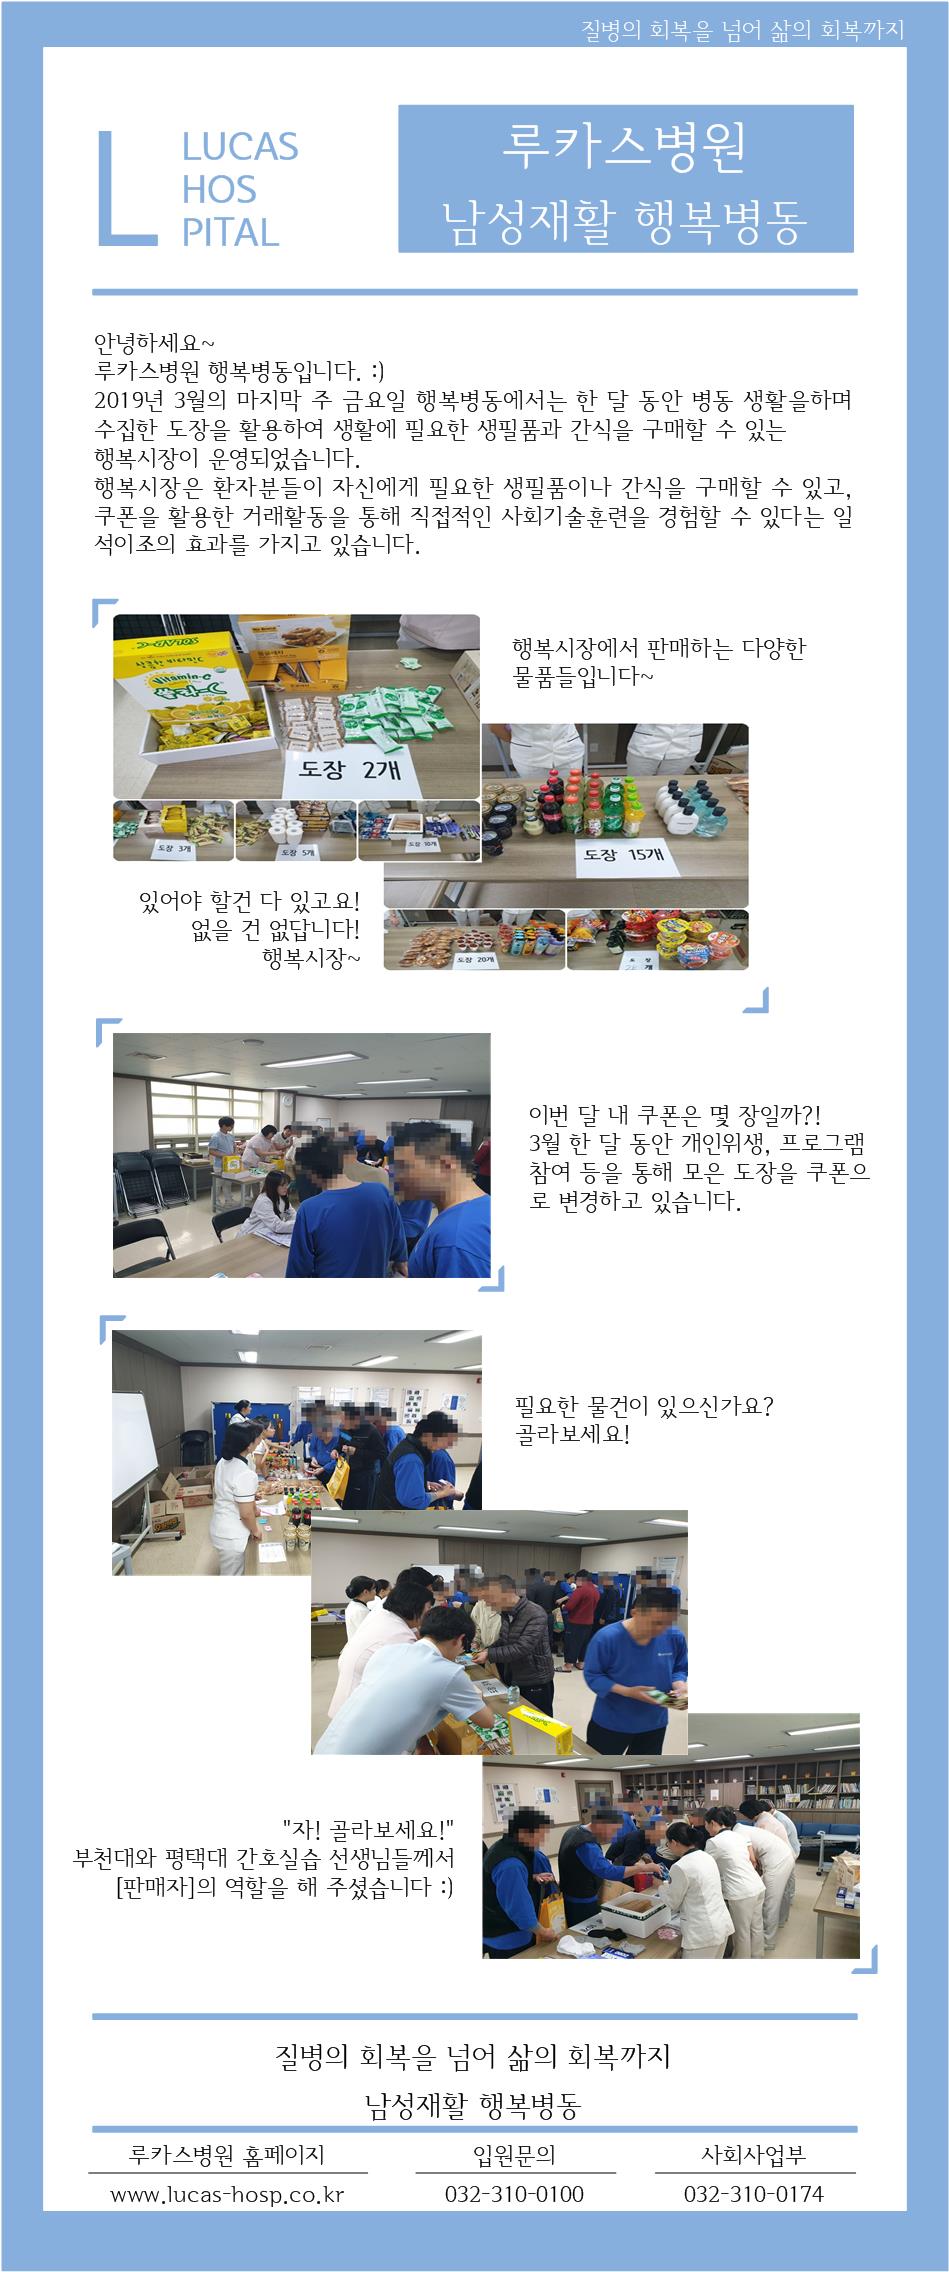 질병의 회복을 넘어 삶의 회복까지
L
LUCAS
HOS
PITAL
루카스병원
남성재활 행복병동
안녕하세요~
루카스병원 행복병동입니다. :)
2019년 3월의 마지막 주 금요일 행복병동에서는 한 달 동안 병동 생활을하며
수집한 도장을 활용하여 생활에 필요한 생필품과 간식을 구매할 수 있는
행복시장이 운영되었습니다.
행복시장은 환자분들이 자신에게 필요한 생필품이나 간식을 구매할 수 있고,
쿠폰을 활용한 거래활동을 통해 직접적인 사회기술훈련을 경험할 수 있다는 일
석이조의 효과를 가지고 있습니다.
행복시장에서 판매하는 다양한
물품들입니다~
SOLAR-C
Vitamin-C
도장 2개
도장 3개
도장 5개
도장 10개
도장 15개
도장 20개
있어야 할건 다 있고요!
없을 건 없답니다!
행복시장~
이번 달 내 쿠폰은 몇 장일까?!
3월 한 달 동안 개인위생, 프로그램
참여 등을 통해 모은 도장을 쿠폰으
로 변경하고 있습니다.
필요한 물건이 있으신가요?
골라보세요!
"자! 골라보세요!"
부천대와 평택대 간호실습 선생님들께서
[판매자]의 역할을 해 주셨습니다 :)
질병의 회복을 넘어 삶의 회복까지
남성재활 행복병동
루카스병원 홈페이지
www.lucas-hosp.co.kr
입원문의
032-310-0100
사회사업부
032-310-0174